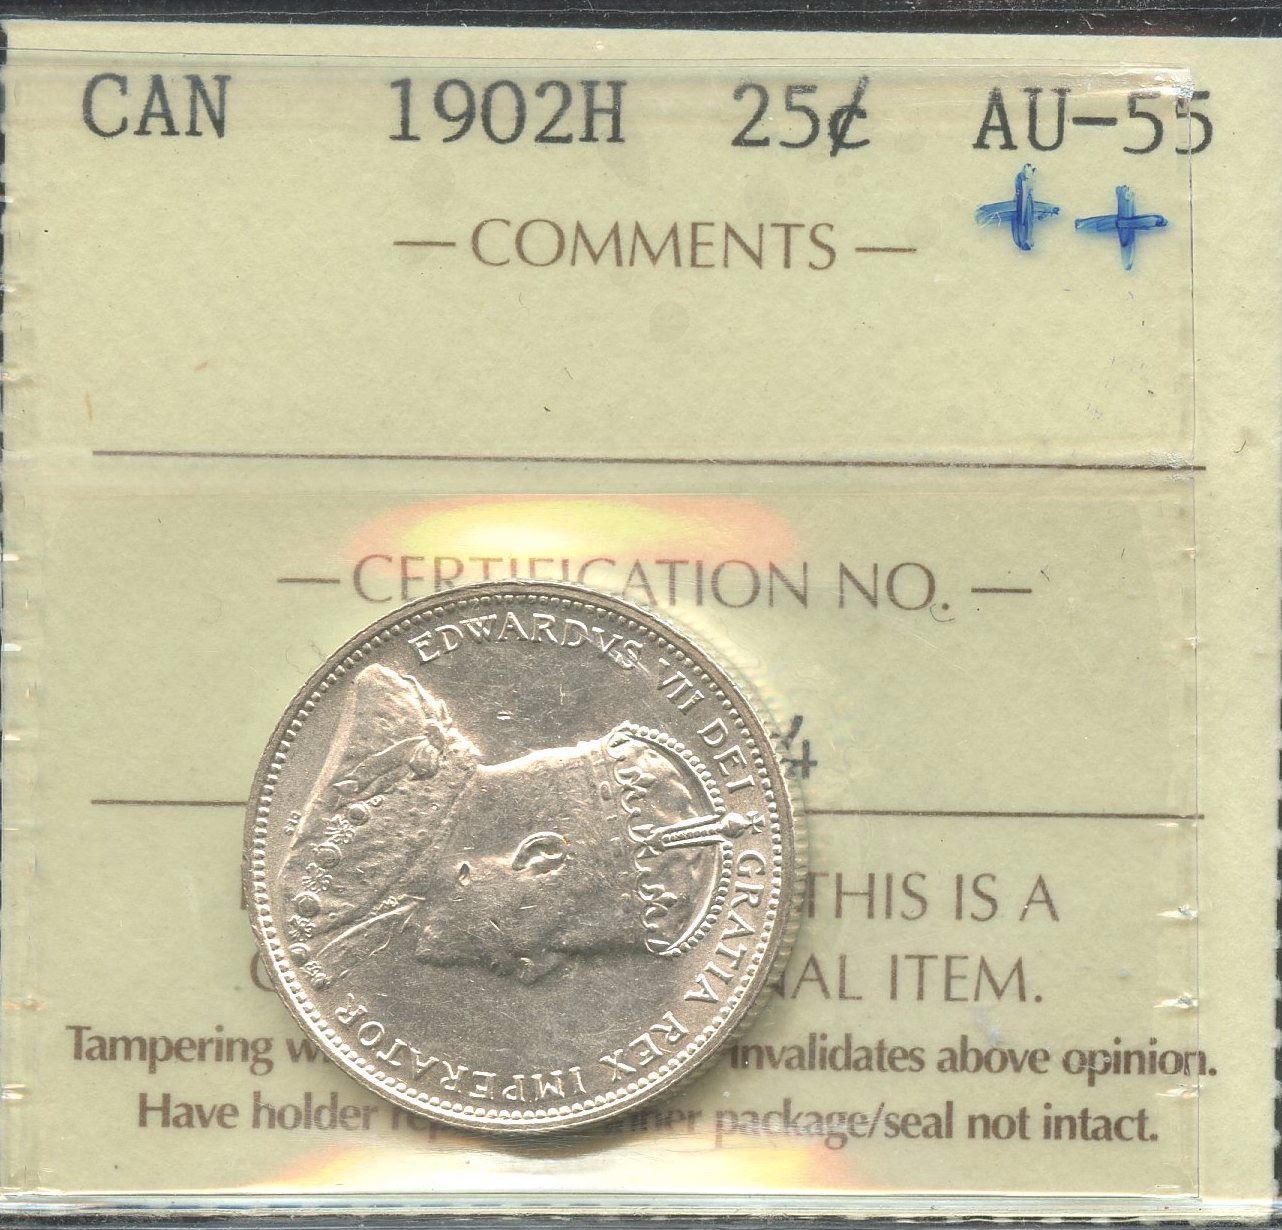 CAN 1902H 25¢ AU-55
++
COMMENTS
CERTIFICATION NO.
4
THIS IS A
ITEM.
Tampering invalidates above opinion.
Have holder package/seal not intact.
EDWARDVS VII DEI GRATIA REX IMPERATOR